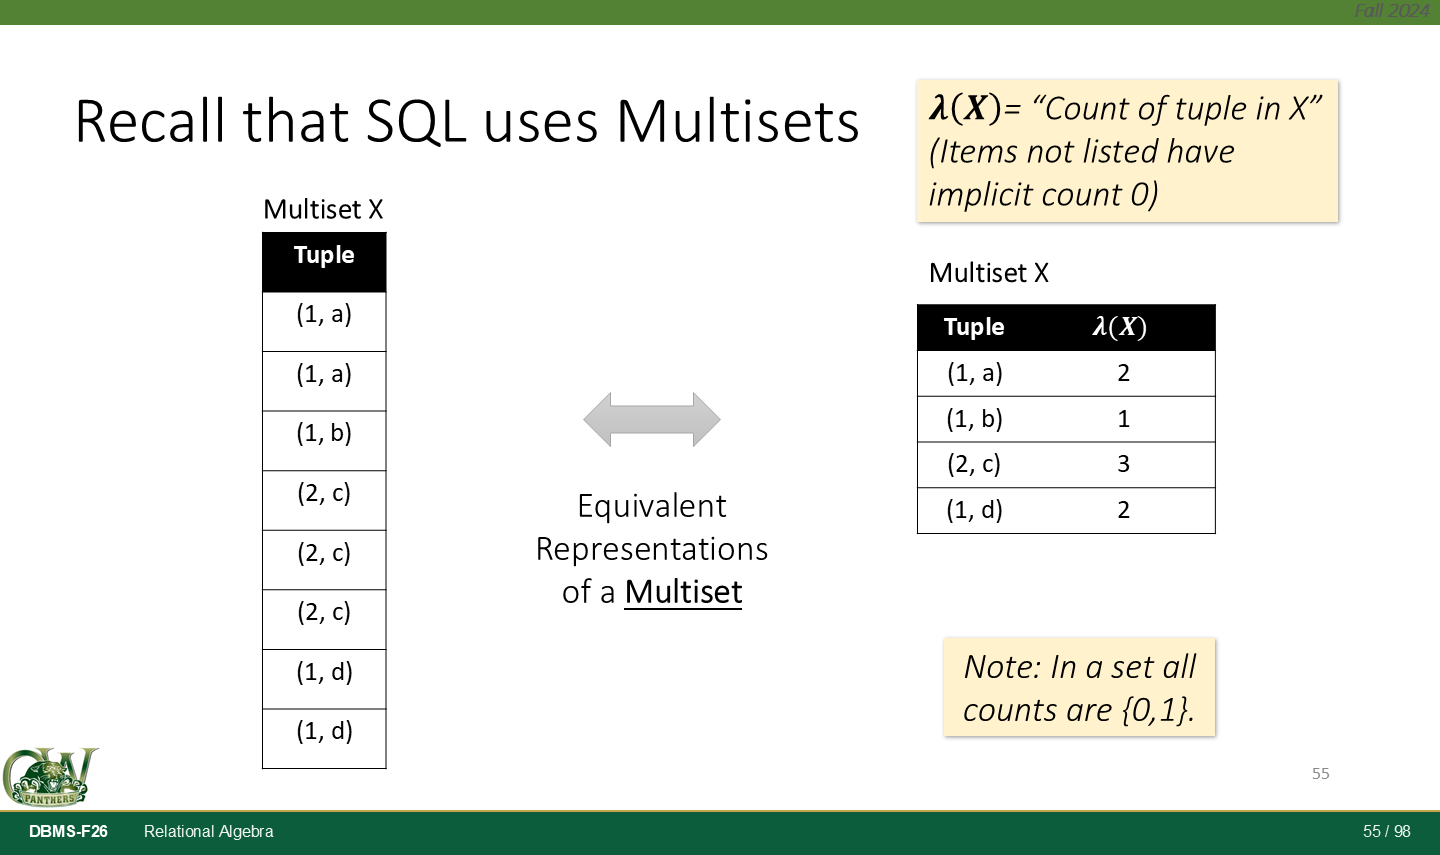 Fall 2024
Recall that SQL uses Multisets
𝝀(𝑿)= “Count of tuple in X”
(Items not listed have
implicit count 0)
Multiset X
Tuple
(1, a)
(1, a)
(1, b)
(2, c)
(2, c)
(2, c)
(1, d)
(1, d)
Equivalent
Representations
of a Multiset
Multiset X
Tuple 𝝀(𝑿)
(1, a) 2
(1, b) 1
(2, c) 3
(1, d) 2
Note: In a set all
counts are {0,1}.
55
PANTHERS
DBMS-F26 Relational Algebra 55 / 98